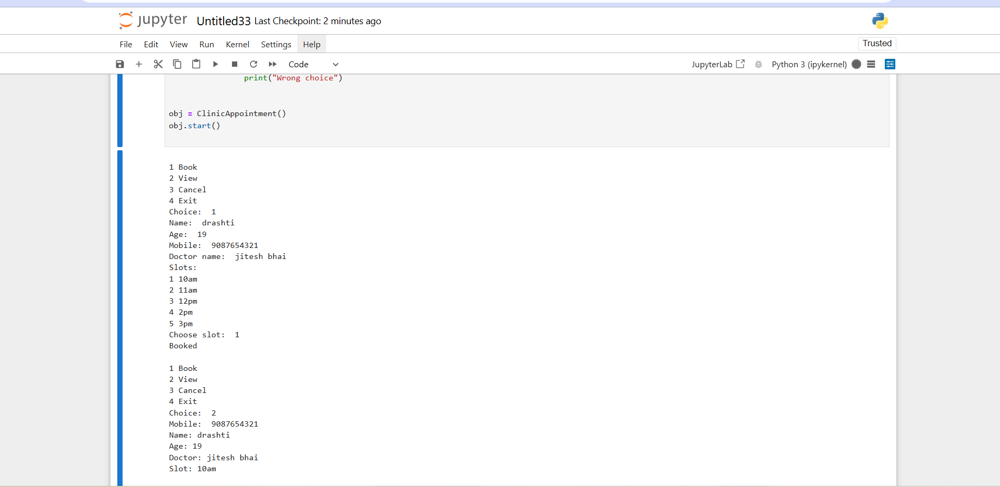 jupyter Untitled33 Last Checkpoint: 2 minutes ago
File Edit View Run Kernel Settings Help Trusted
Code JupyterLab Python 3 (ipykernel)
print("Wrong choice")
obj = ClinicAppointment()
obj.start()
1 Book
2 View
3 Cancel
4 Exit
Choice: 1
Name: drashti
Age: 19
Mobile: 9087654321
Doctor name: jitesh bhai
Slots:
1 10am
2 11am
3 12pm
4 2pm
5 3pm
Choose slot: 1
Booked
1 Book
2 View
3 Cancel
4 Exit
Choice: 2
Mobile: 9087654321
Name: drashti
Age: 19
Doctor: jitesh bhai
Slot: 10am